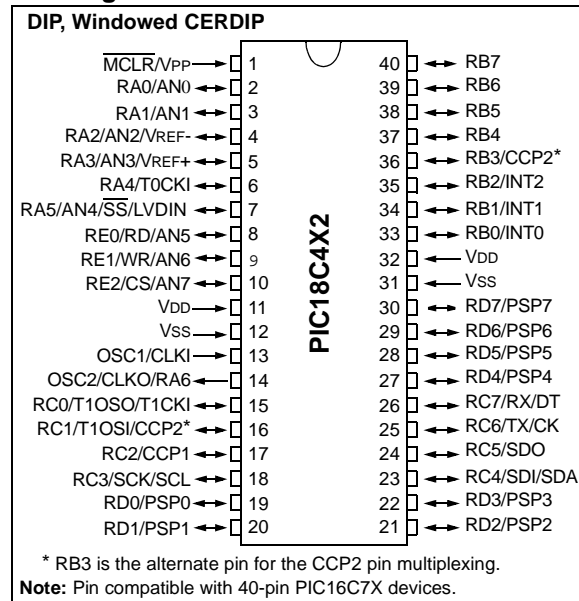 DIP, Windowed CERDIP
MCLR/VPP 1 40 RB7
RA0/AN0 2 39 RB6
RA1/AN1 3 38 RB5
RA2/AN2/VREF- 4 37 RB4
RA3/AN3/VREF+ 5 36 RB3/CCP2*
RA4/T0CKI 6 35 RB2/INT2
RA5/AN4/SS/LVDIN 7 34 RB1/INT1
RE0/RD/AN5 8 33 RB0/INT0
RE1/WR/AN6 9 32 VDD
RE2/CS/AN7 10 31 VSS
VDD 11 30 RD7/PSP7
VSS 12 29 RD6/PSP6
OSC1/CLKI 13 28 RD5/PSP5
OSC2/CLKO/RA6 14 27 RD4/PSP4
RC0/T1OSO/T1CKI 15 26 RC7/RX/DT
RC1/T1OSI/CCP2* 16 25 RC6/TX/CK
RC2/CCP1 17 24 RC5/SDO
RC3/SCK/SCL 18 23 RC4/SDI/SDA
RD0/PSP0 19 22 RD3/PSP3
RD1/PSP1 20 21 RD2/PSP2
PIC18C4X2
* RB3 is the alternate pin for the CCP2 pin multiplexing.
Note: Pin compatible with 40-pin PIC16C7X devices.